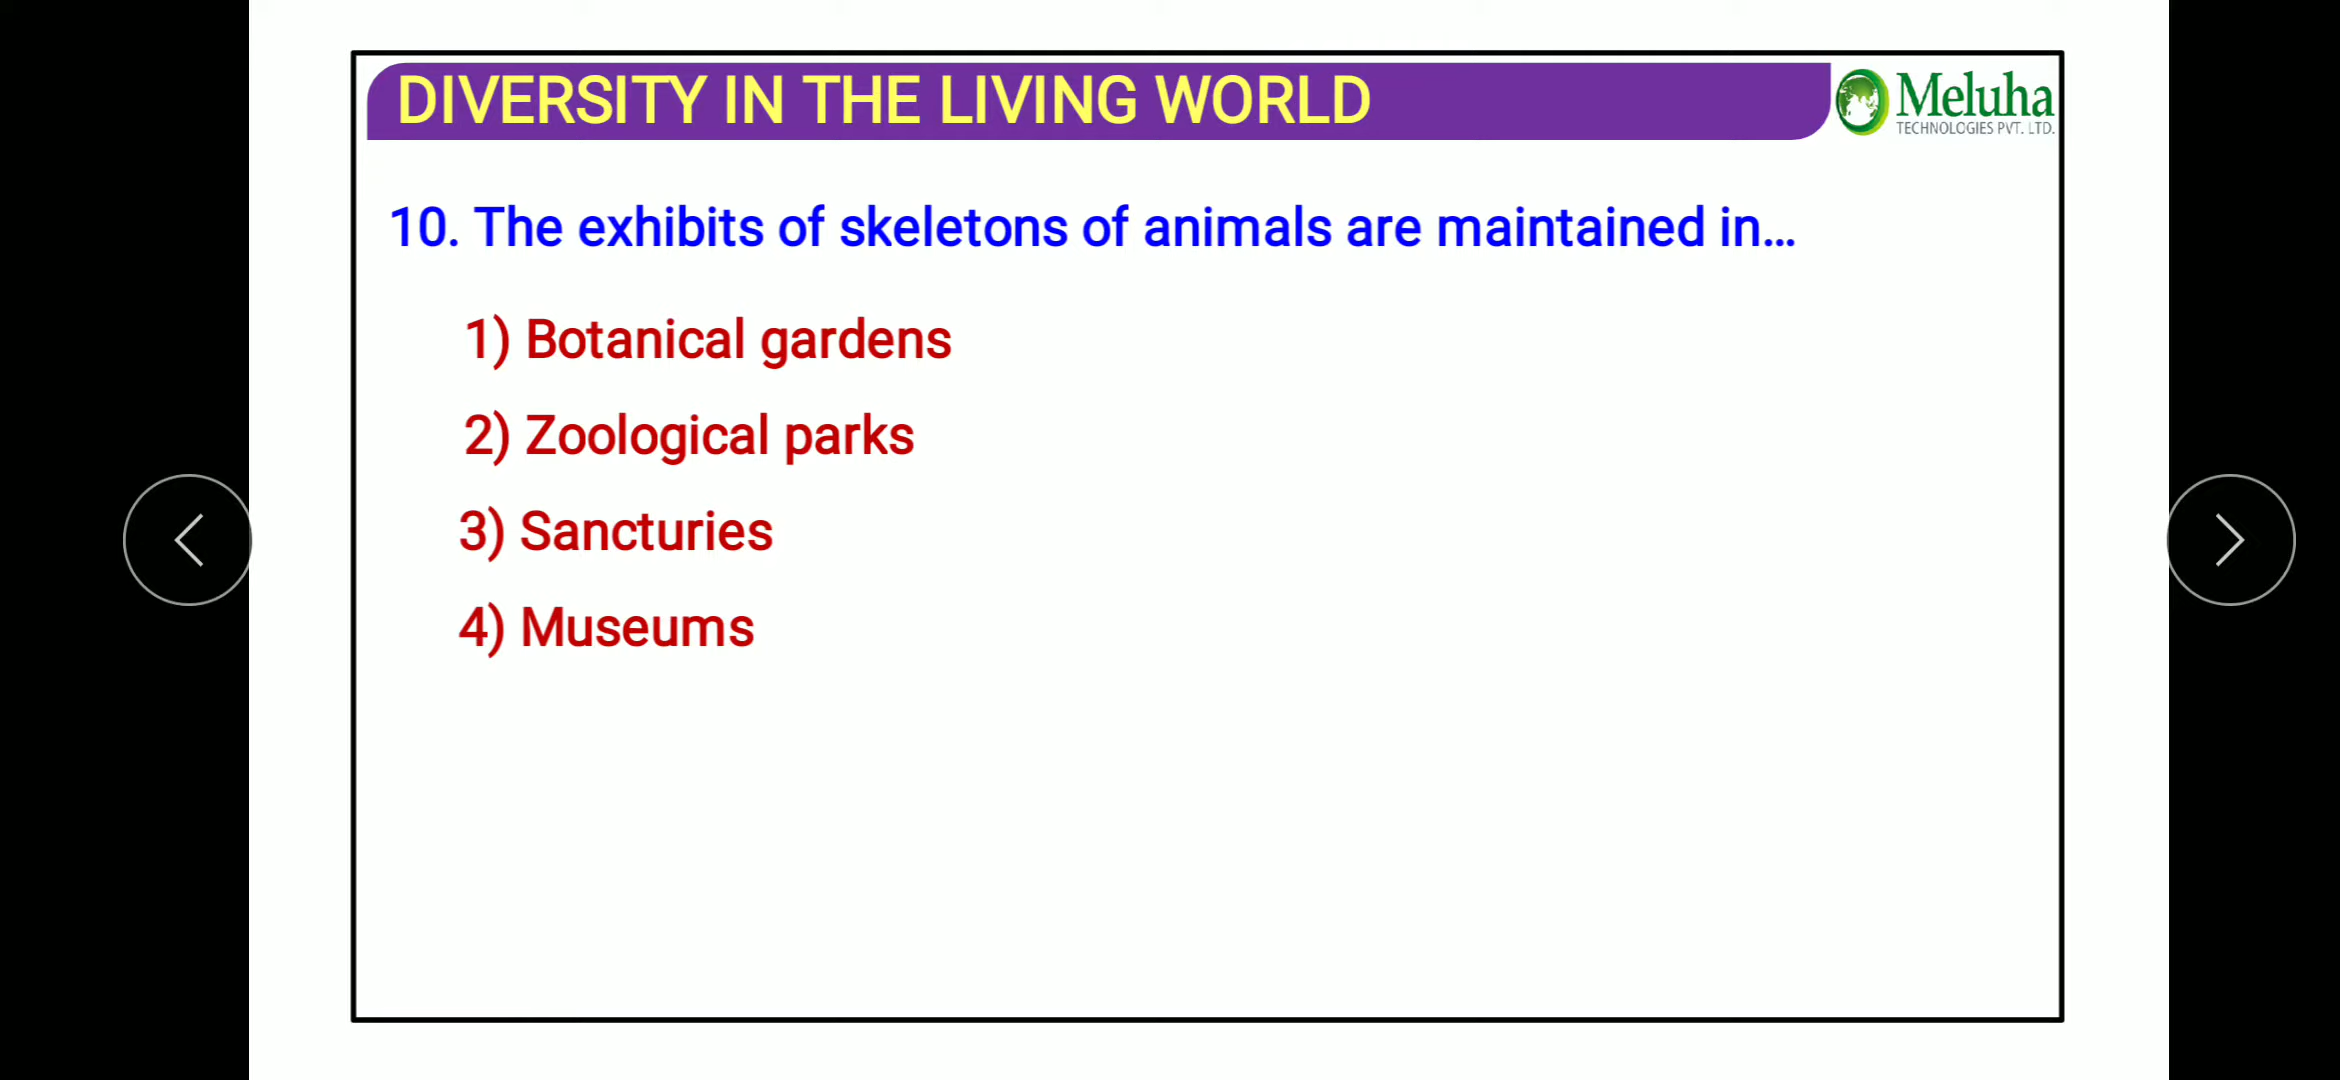 DIVERSITY IN THE LIVING WORLD
Meluha
TECHNOLOGIES PVT. LTD.
10. The exhibits of skeletons of animals are maintained in...
1) Botanical gardens
2) Zoological parks
3) Sancturies
4) Museums